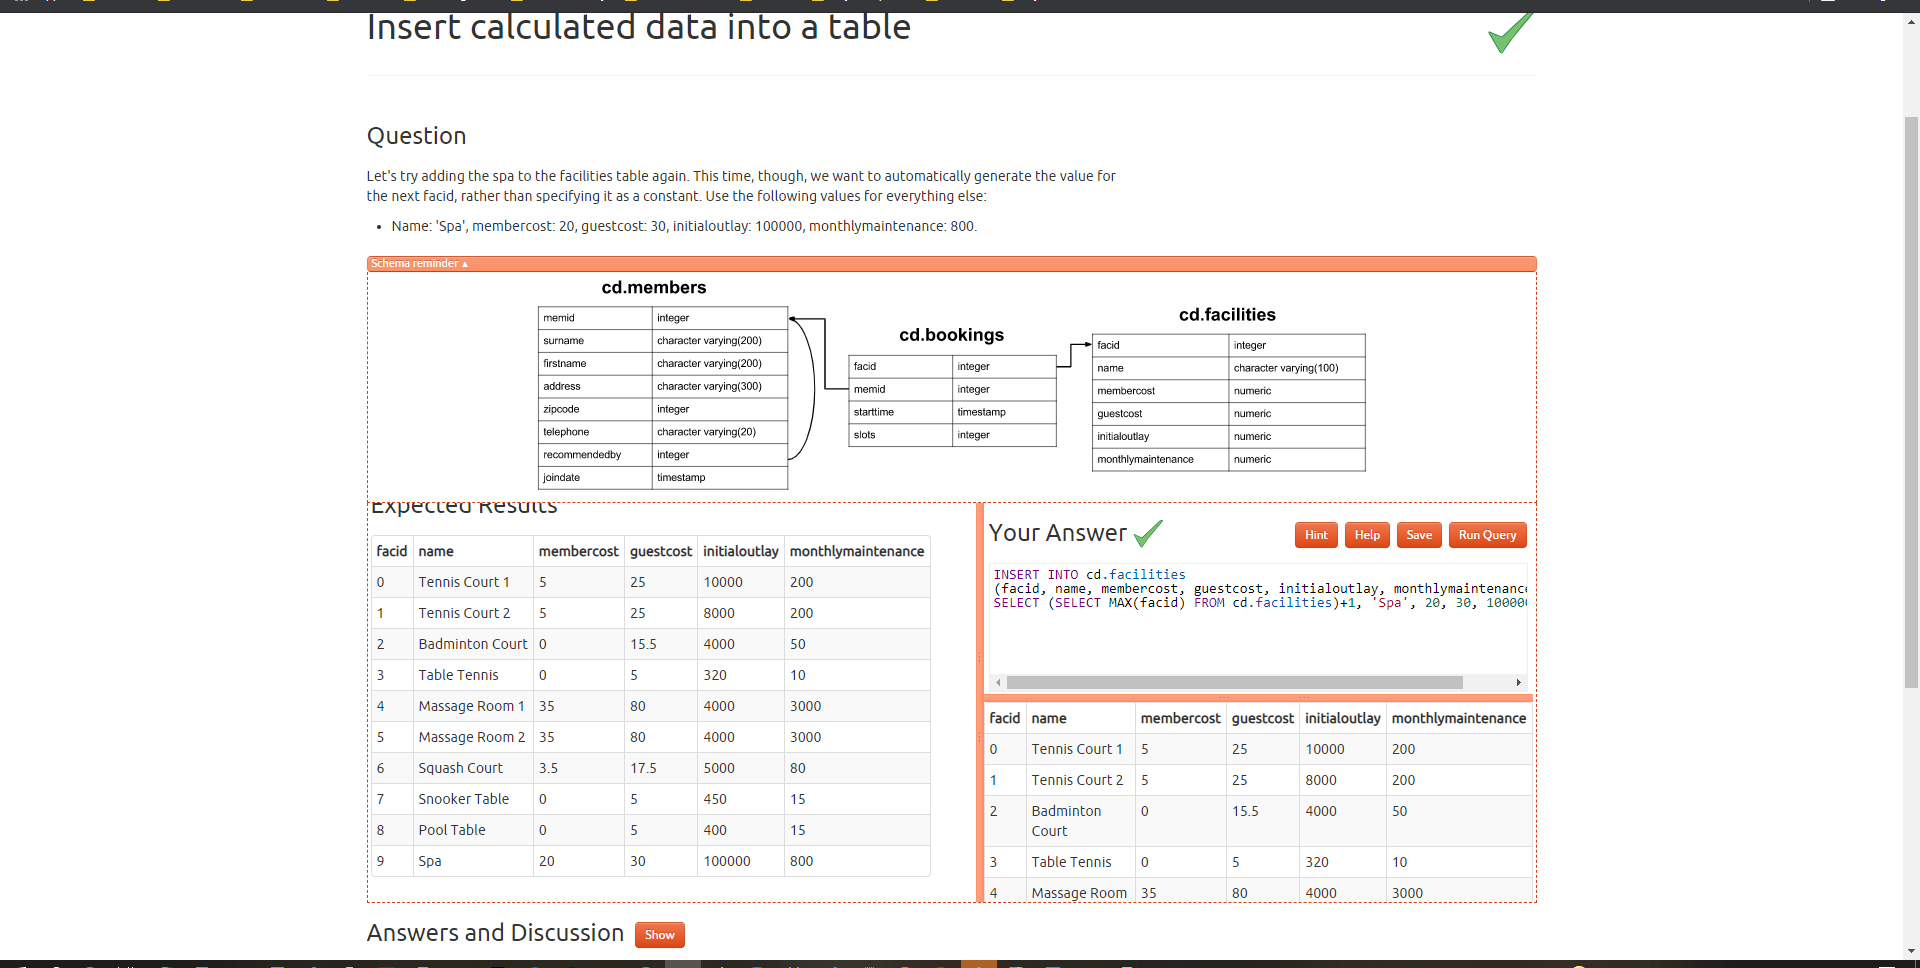 Insert calculated data into a table
Question
Let's try adding the spa to the facilities table again. This time, though, we want to automatically generate the value for
the next facid, rather than specifying it as a constant. Use the following values for everything else:
• Name: 'Spa', membercost: 20, guestcost: 30, initialoutlay: 100000, monthlymaintenance: 800.
Schema reminder ▲
cd.members
memid integer
surname character varying(200)
firstname character varying(200)
address character varying(300)
zipcode integer
telephone character varying(20)
recommendedby integer
joindate timestamp
cd.bookings
facid integer
memid integer
starttime timestamp
slots integer
cd.facilities
facid integer
name character varying(100)
membercost numeric
guestcost numeric
initialoutlay numeric
monthlymaintenance numeric
Expected Results
facid name membercost guestcost initialoutlay monthlymaintenance
0 Tennis Court 1 5 25 10000 200
1 Tennis Court 2 5 25 8000 200
2 Badminton Court 0 15.5 4000 50
3 Table Tennis 0 5 320 10
4 Massage Room 1 35 80 4000 3000
5 Massage Room 2 35 80 4000 3000
6 Squash Court 3.5 17.5 5000 80
7 Snooker Table 0 5 450 15
8 Pool Table 0 5 400 15
9 Spa 20 30 100000 800
Your Answer
Hint Help Save Run Query
INSERT INTO cd.facilities
(facid, name, membercost, guestcost, initialoutlay, monthlymaintenance
SELECT (SELECT MAX(facid) FROM cd.facilities)+1, 'Spa', 20, 30, 100000
facid name membercost guestcost initialoutlay monthlymaintenance
0 Tennis Court 1 5 25 10000 200
1 Tennis Court 2 5 25 8000 200
2 Badminton Court 0 15.5 4000 50
3 Table Tennis 0 5 320 10
4 Massage Room 35 80 4000 3000
Answers and Discussion Show